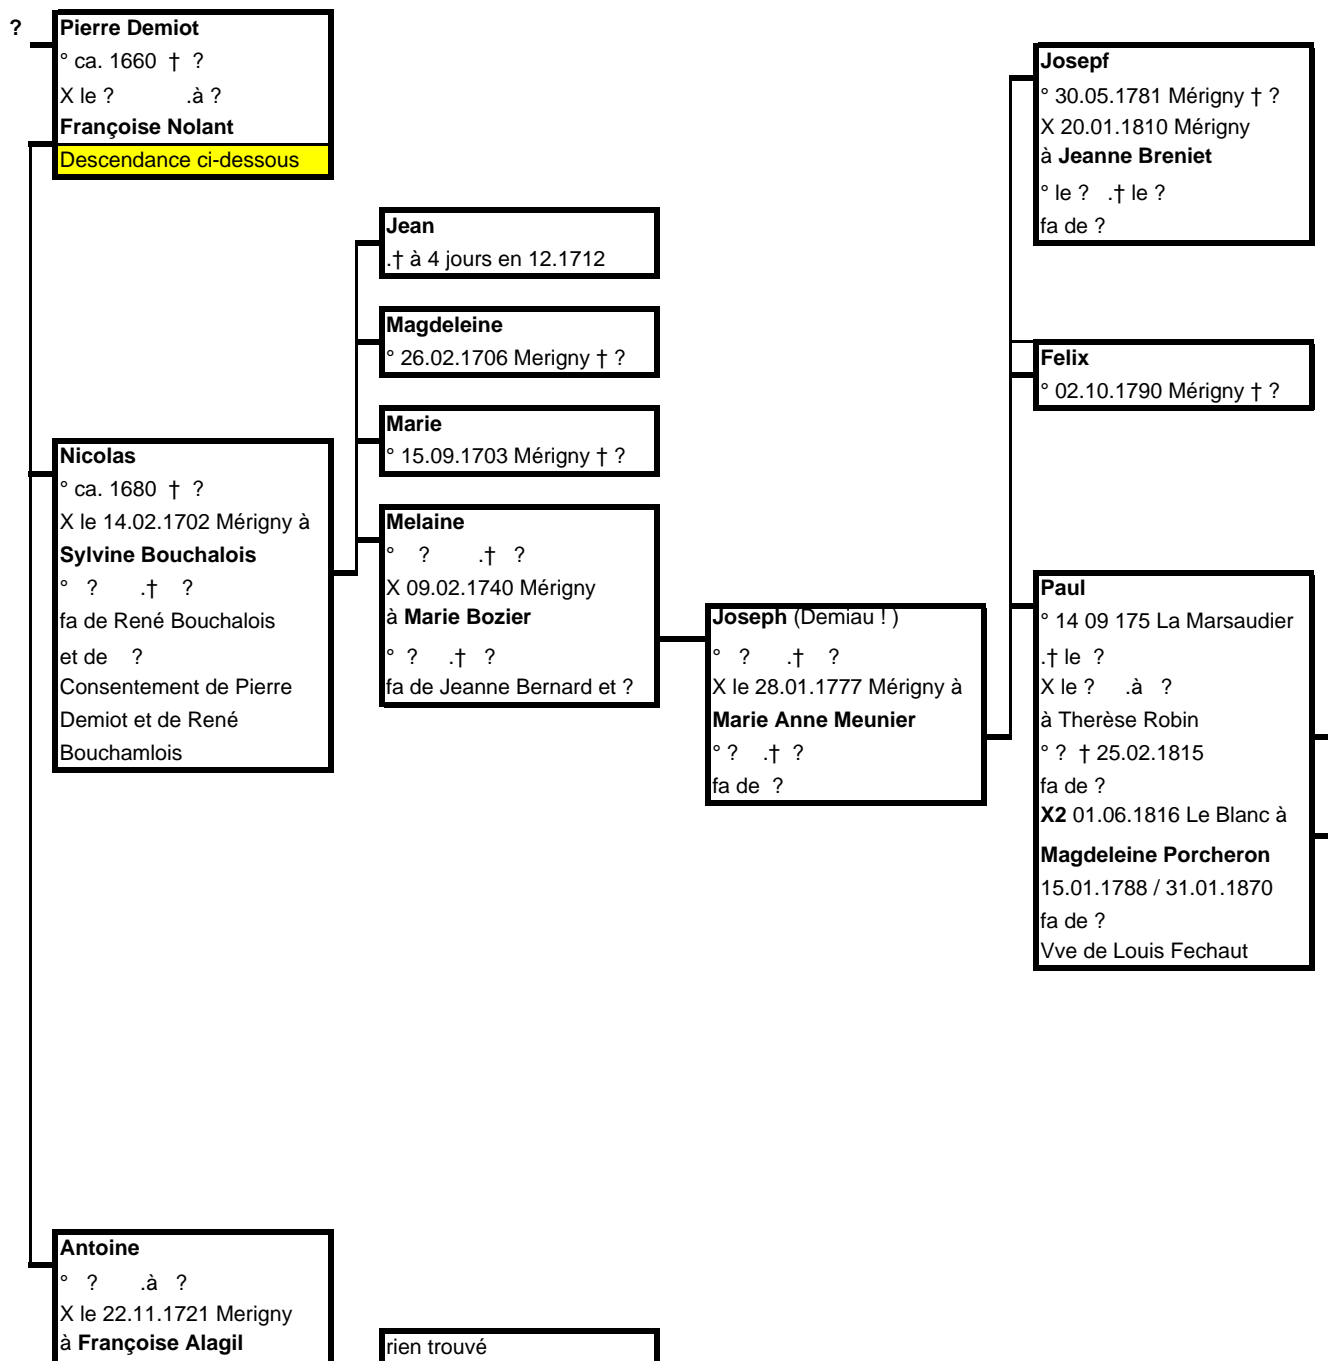 ?
Pierre Demiot
° ca. 1660 † ?
X le ? .à ?
Françoise Nolant
Descendance ci-dessous
Nicolas
° ca. 1680 † ?
X le 14.02.1702 Mérigny à
Sylvine Bouchalois
° ? .† ?
fa de René Bouchalois
et de ?
Consentement de Pierre
Demiot et de René
Bouchamlois
Antoine
° ? .à ?
X le 22.11.1721 Merigny
à Françoise Alagil
Jean
.† à 4 jours en 12.1712
Magdeleine
° 26.02.1706 Merigny † ?
Marie
° 15.09.1703 Mérigny † ?
Melaine
° ? .† ?
X 09.02.1740 Mérigny
à Marie Bozier
° ? .† ?
fa de Jeanne Bernard et ?
rien trouvé
Joseph (Demiau ! )
° ? .† ?
X le 28.01.1777 Mérigny à
Marie Anne Meunier
° ? .† ?
fa de ?
Josepf
° 30.05.1781 Mérigny † ?
X 20.01.1810 Mérigny
à Jeanne Breniet
° le ? .† le ?
fa de ?
Felix
° 02.10.1790 Mérigny † ?
Paul
° 14 09 175 La Marsaudier
.† le ?
X le ? .à ?
à Therèse Robin
° ? † 25.02.1815
fa de ?
X2 01.06.1816 Le Blanc à
Magdeleine Porcheron
15.01.1788 / 31.01.1870
fa de ?
Vve de Louis Fechaut